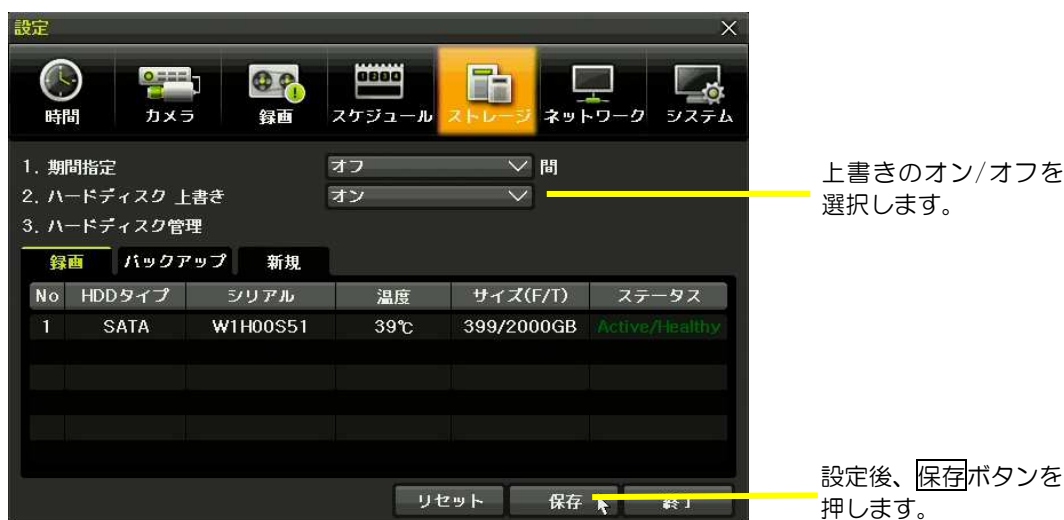 設定
時間 カメラ 録画 スケジュール ストレージ ネットワーク システム
1. 期間指定 オフ 間
2. ハードディスク 上書き オン
3. ハードディスク管理
録画 バックアップ 新規
No HDDタイプ シリアル 温度 サイズ(F/T) ステータス
1 SATA W1H00S51 39℃ 399/2000GB Active/Healthy
リセット 保存 終了
上書きのオン/オフを
選択します。
設定後、保存ボタンを
押します。